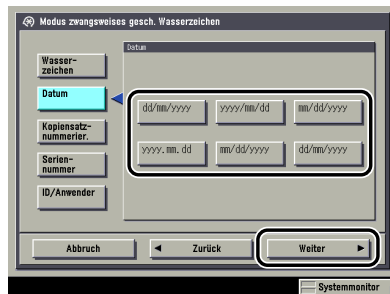 Modus zwangsweises gesch. Wasserzeichen
Datum
Wasser-
zeichen
Datum
Kopiensatz-
nummerier.
Serien-
nummer
ID/Anwender
dd/mm/yyyy yyyy/mm/dd mm/dd/yyyy
yyyy.mm.dd mm/dd/yyyy dd/mm/yyyy
Abbruch Zurück Weiter
Systemmonitor